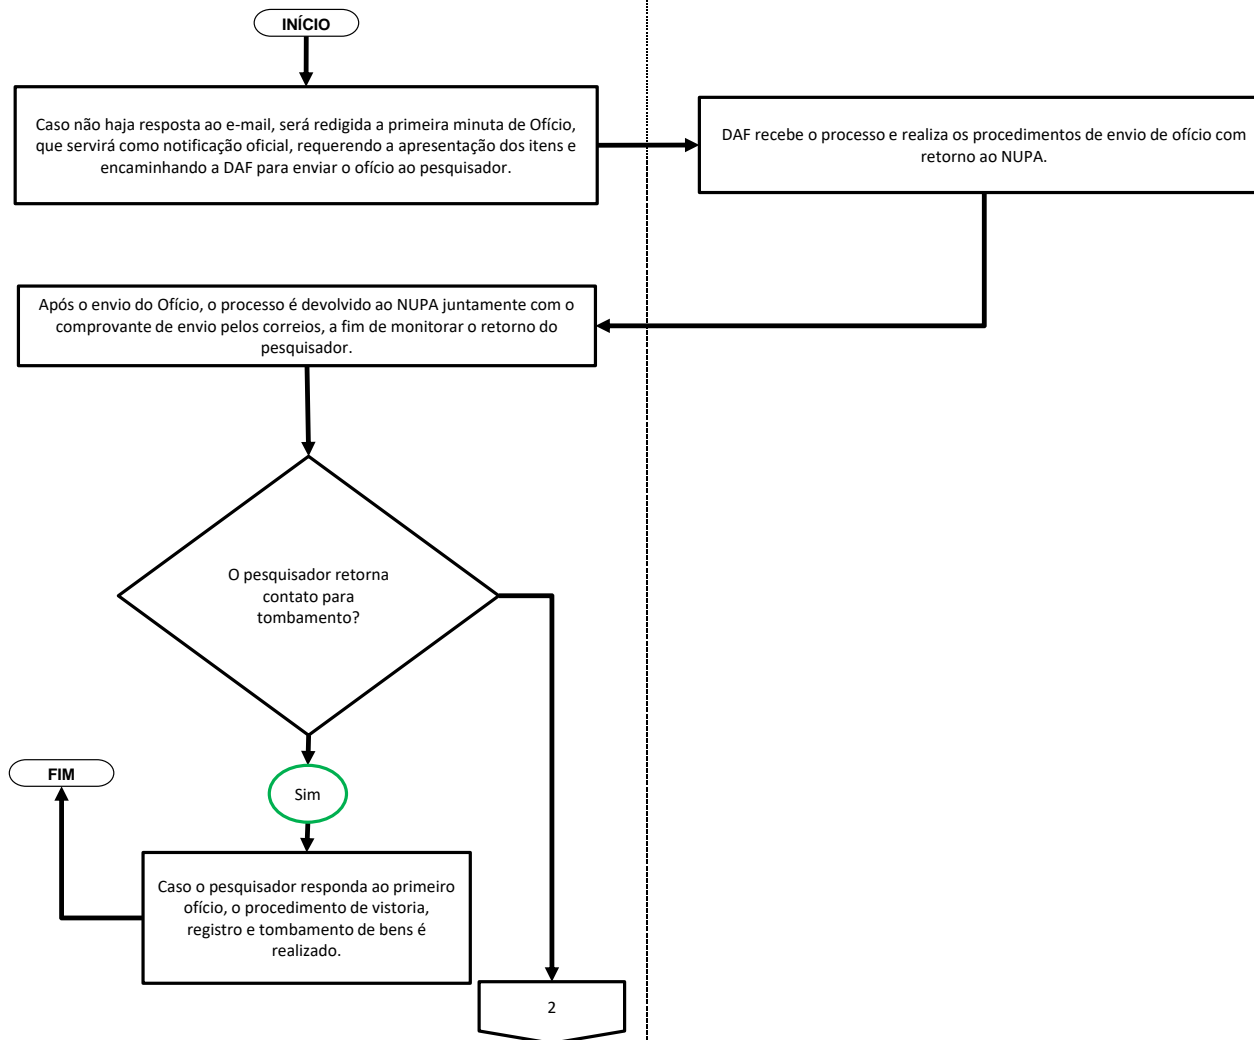 INÍCIO
Caso não haja resposta ao e-mail, será redigida a primeira minuta de Ofício,
que servirá como notificação oficial, requerendo a apresentação dos itens e
encaminhando a DAF para enviar o ofício ao pesquisador.
DAF recebe o processo e realiza os procedimentos de envio de ofício com
retorno ao NUPA.
Após o envio do Ofício, o processo é devolvido ao NUPA juntamente com o
comprovante de envio pelos correios, a fim de monitorar o retorno do
pesquisador.
O pesquisador retorna
contato para
tombamento?
Sim
FIM
Caso o pesquisador responda ao primeiro
ofício, o procedimento de vistoria,
registro e tombamento de bens é
realizado.
2